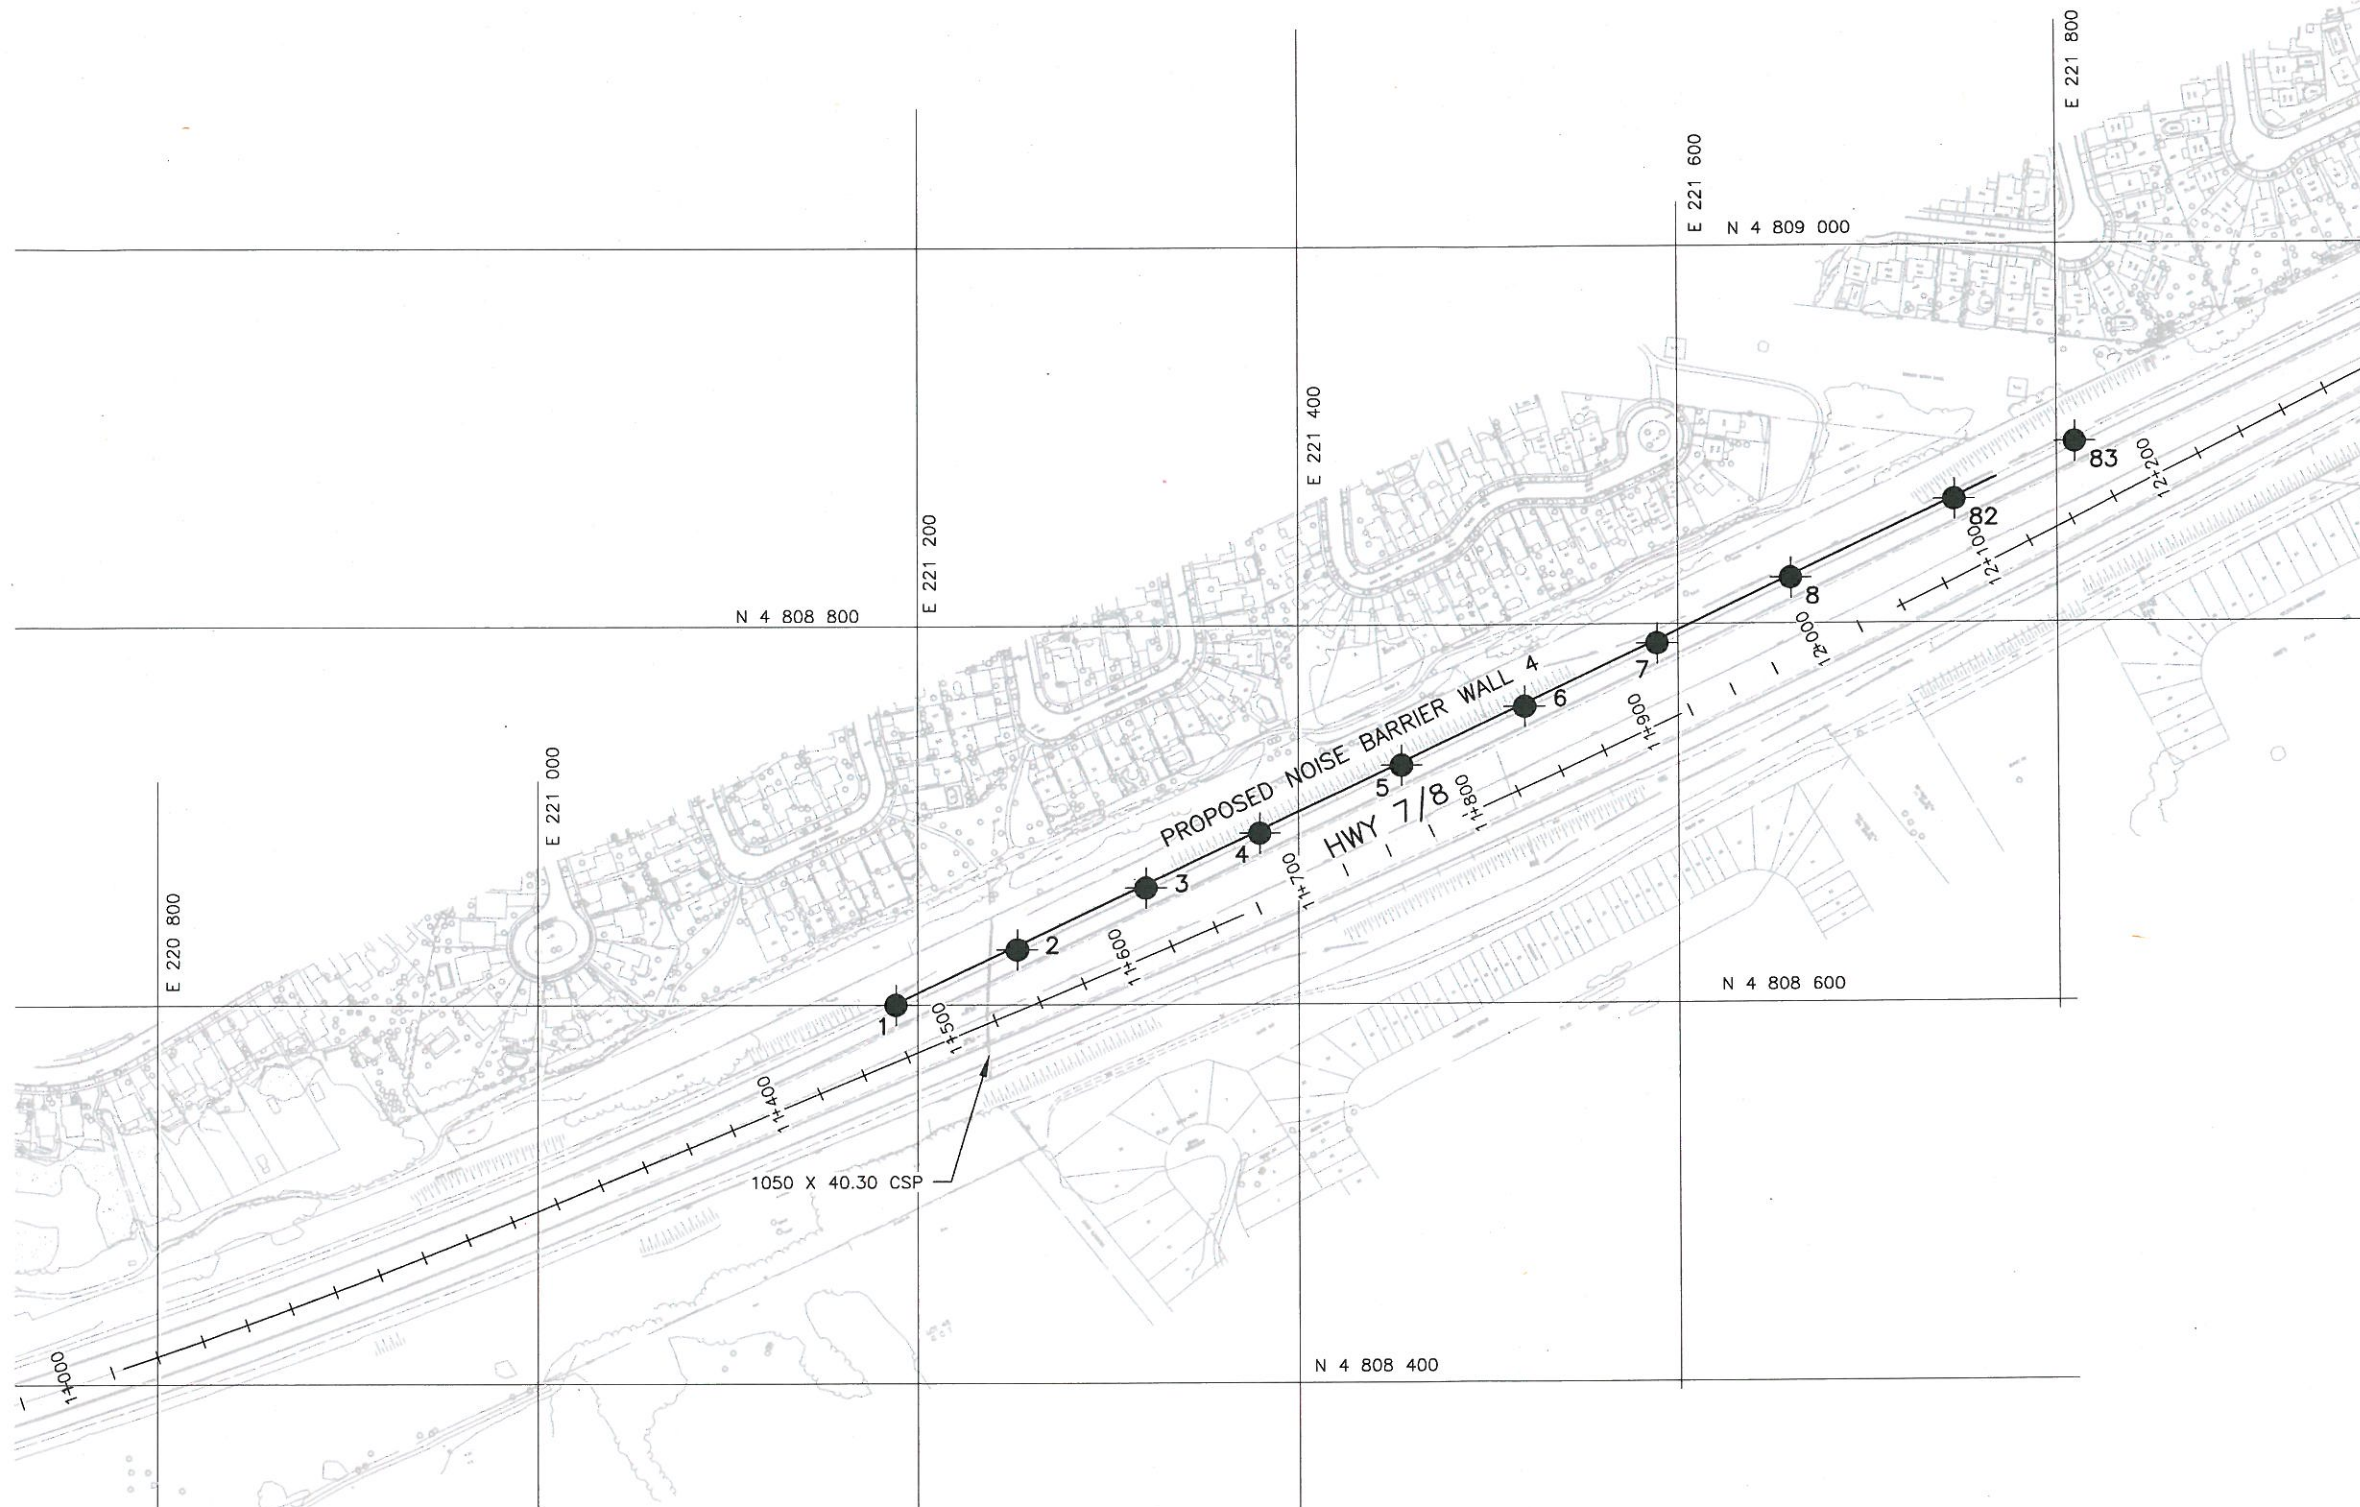 E 221 800
E 221 600
N 4 809 000
E 221 400
83
12+200
82
12+100
E 221 200
8
N 4 808 800
12+000
7
PROPOSED NOISE BARRIER WALL 4
6
11+900
5
HWY 7/8
11+800
E 221 000
4
11+700
3
E 220 800
2
11+600
N 4 808 600
1
11+500
11+400
1050 X 40.30 CSP
N 4 808 400
11+000